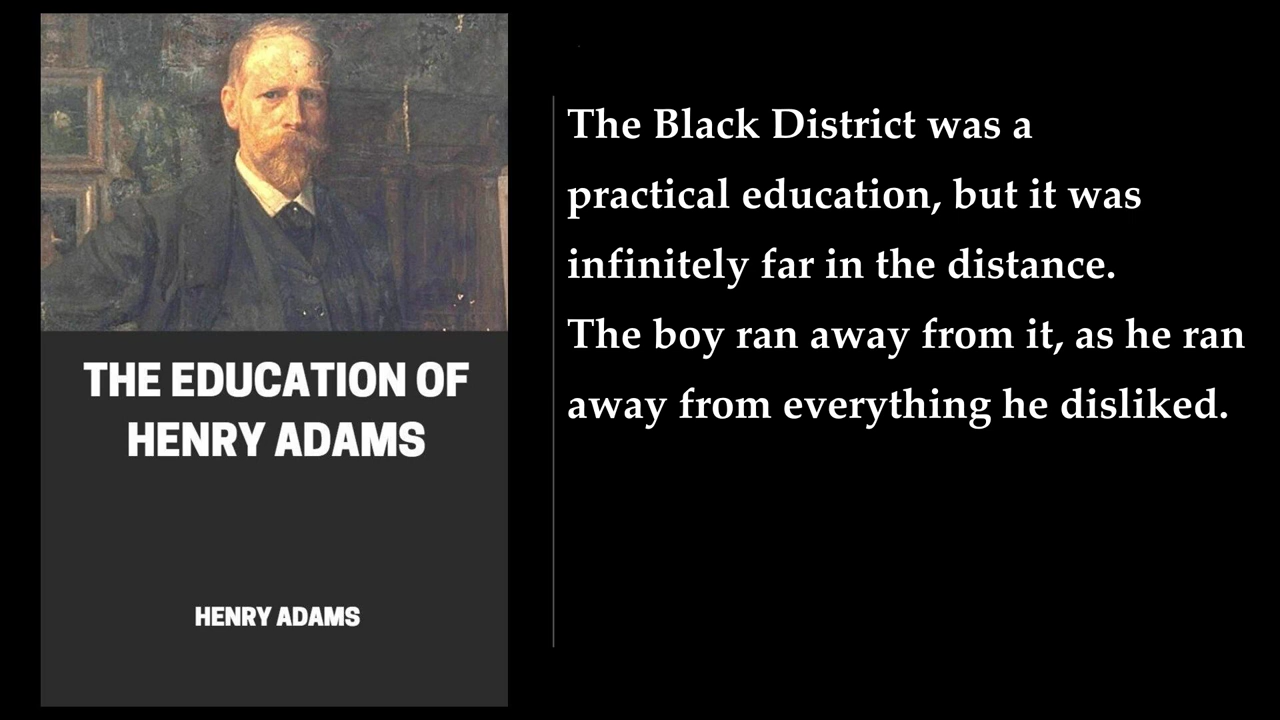 THE EDUCATION OF
HENRY ADAMS
HENRY ADAMS
The Black District was a
practical education, but it was
infinitely far in the distance.
The boy ran away from it, as he ran
away from everything he disliked.